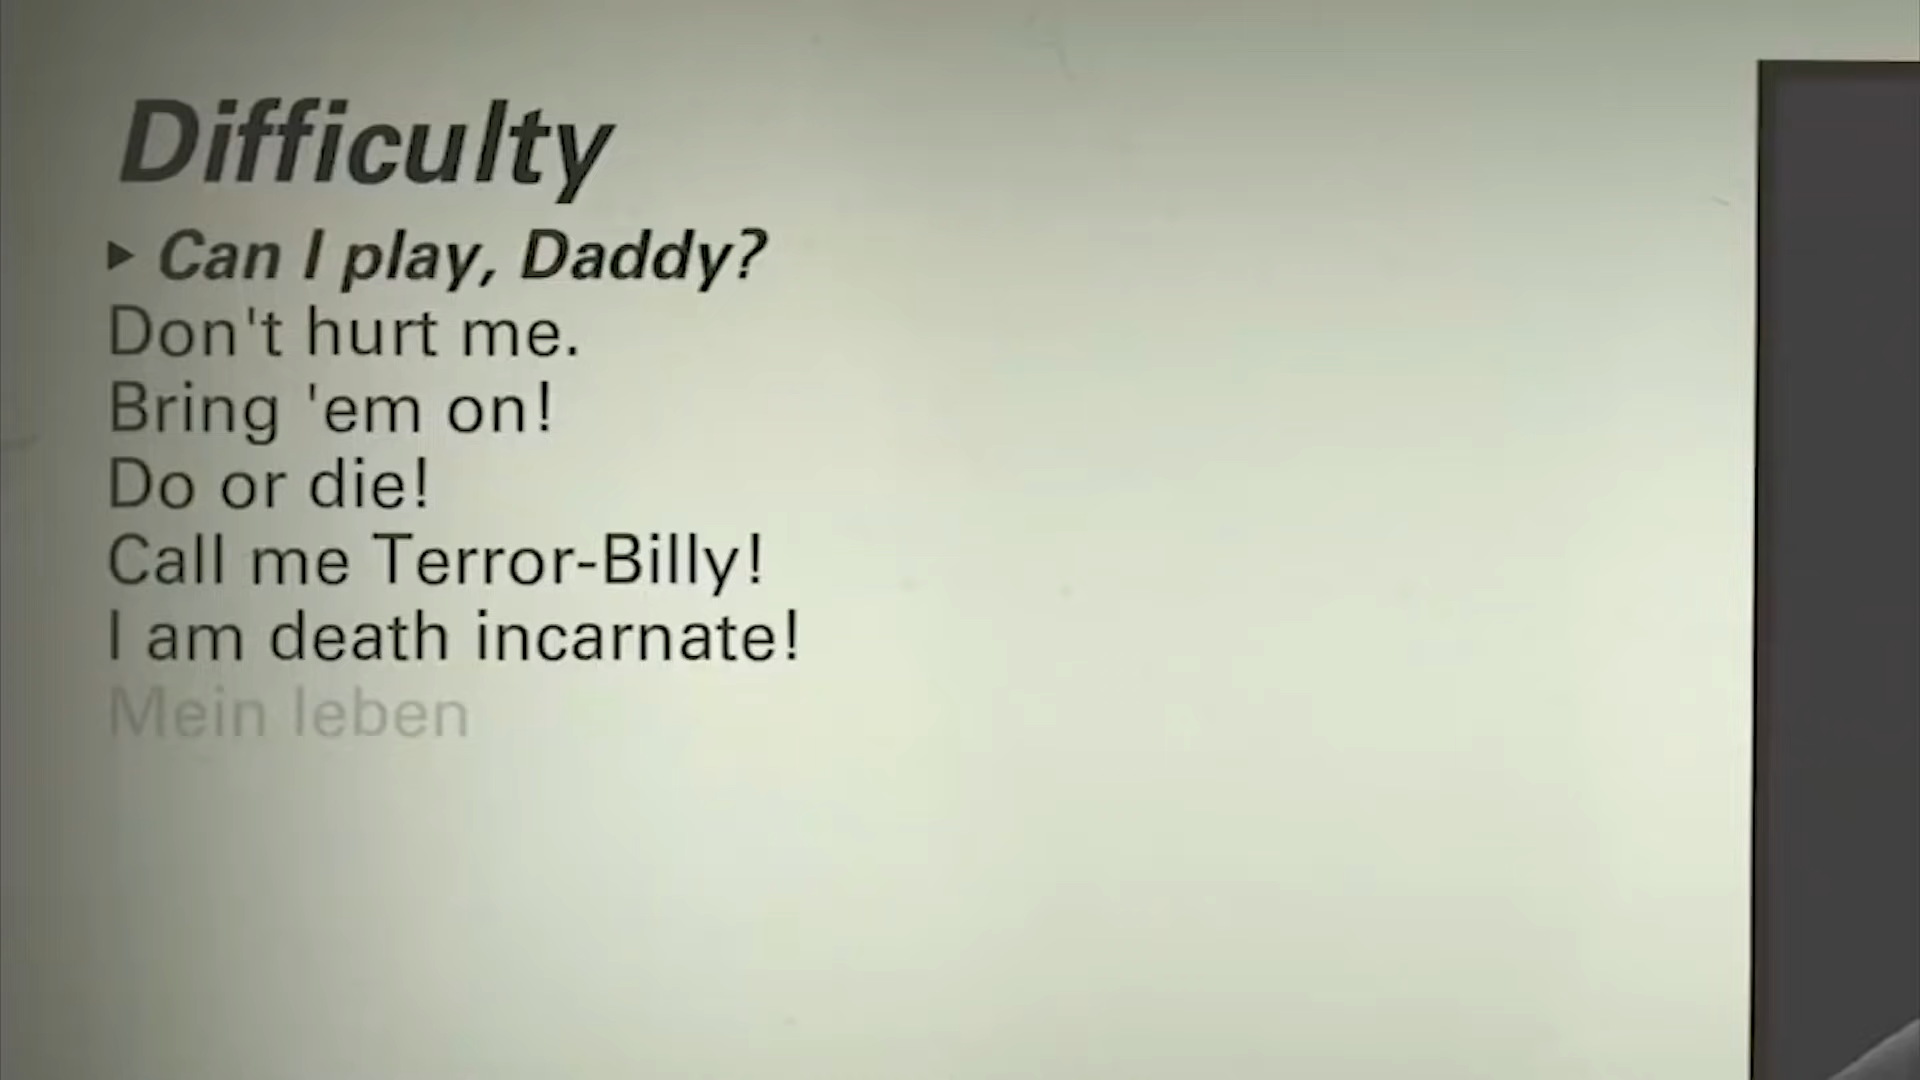 Difficulty
▸ Can I play, Daddy?
Don't hurt me.
Bring 'em on!
Do or die!
Call me Terror-Billy!
I am death incarnate!
Mein leben